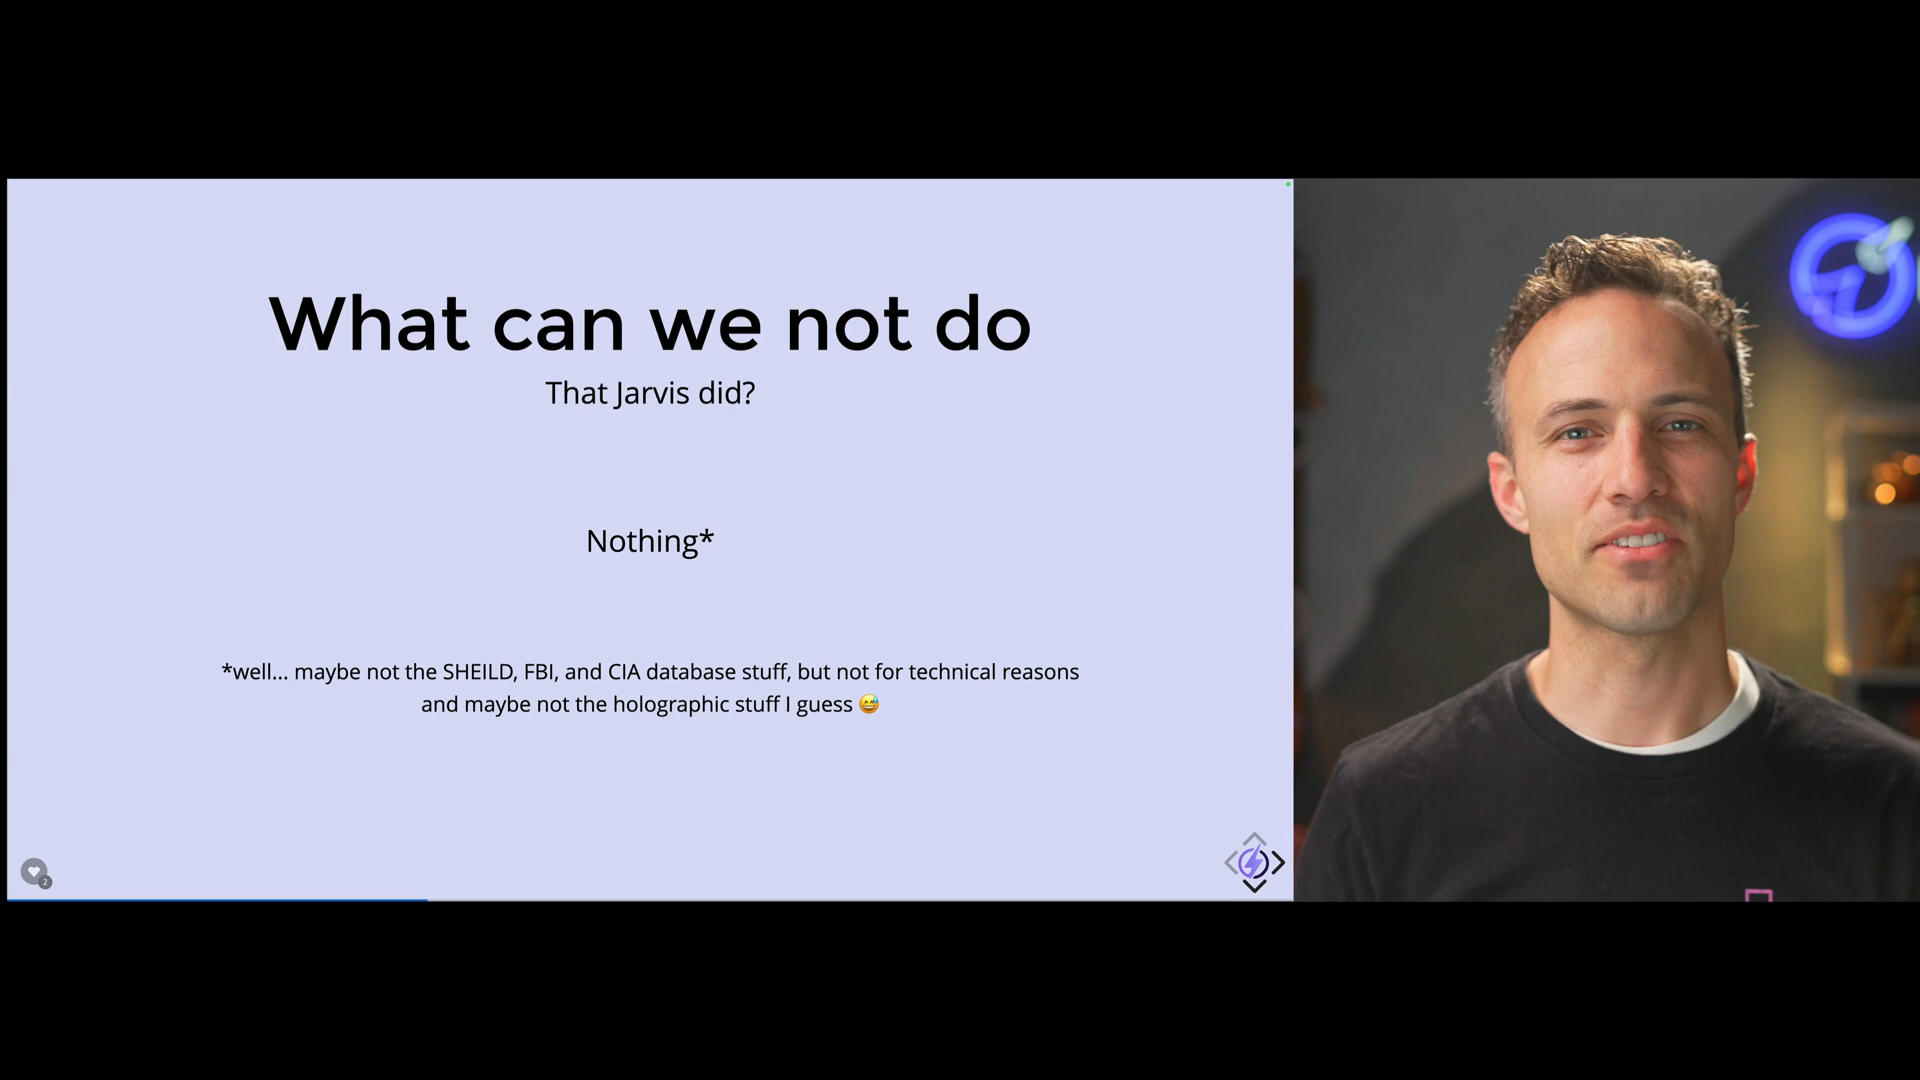 What can we not do
That Jarvis did?
Nothing*
*well... maybe not the SHEILD, FBI, and CIA database stuff, but not for technical reasons
and maybe not the holographic stuff I guess 😅
2